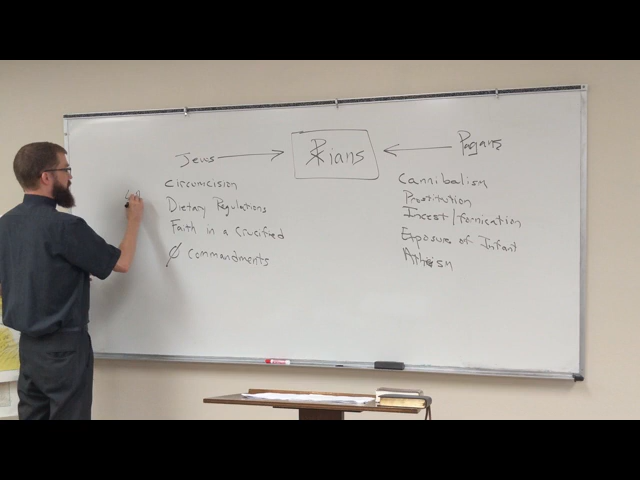 Jews
Circumcision
Dietary Regulations
Faith in a Crucified
Ø commandments
☧ians
Pagans
Cannibalism
Prostitution
Incest/fornication
Exposure of Infant
Atheism